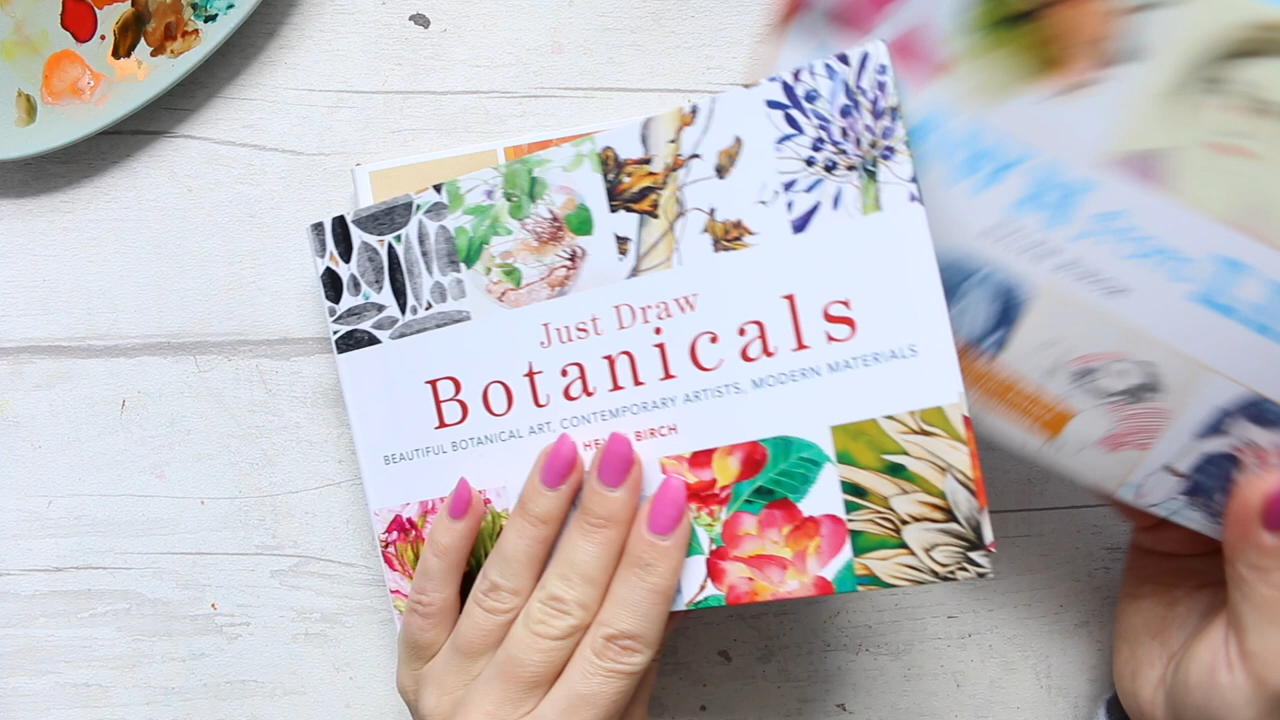 Just Draw
Botanicals
BEAUTIFUL BOTANICAL ART, CONTEMPORARY ARTISTS, MODERN MATERIALS
BIRCH